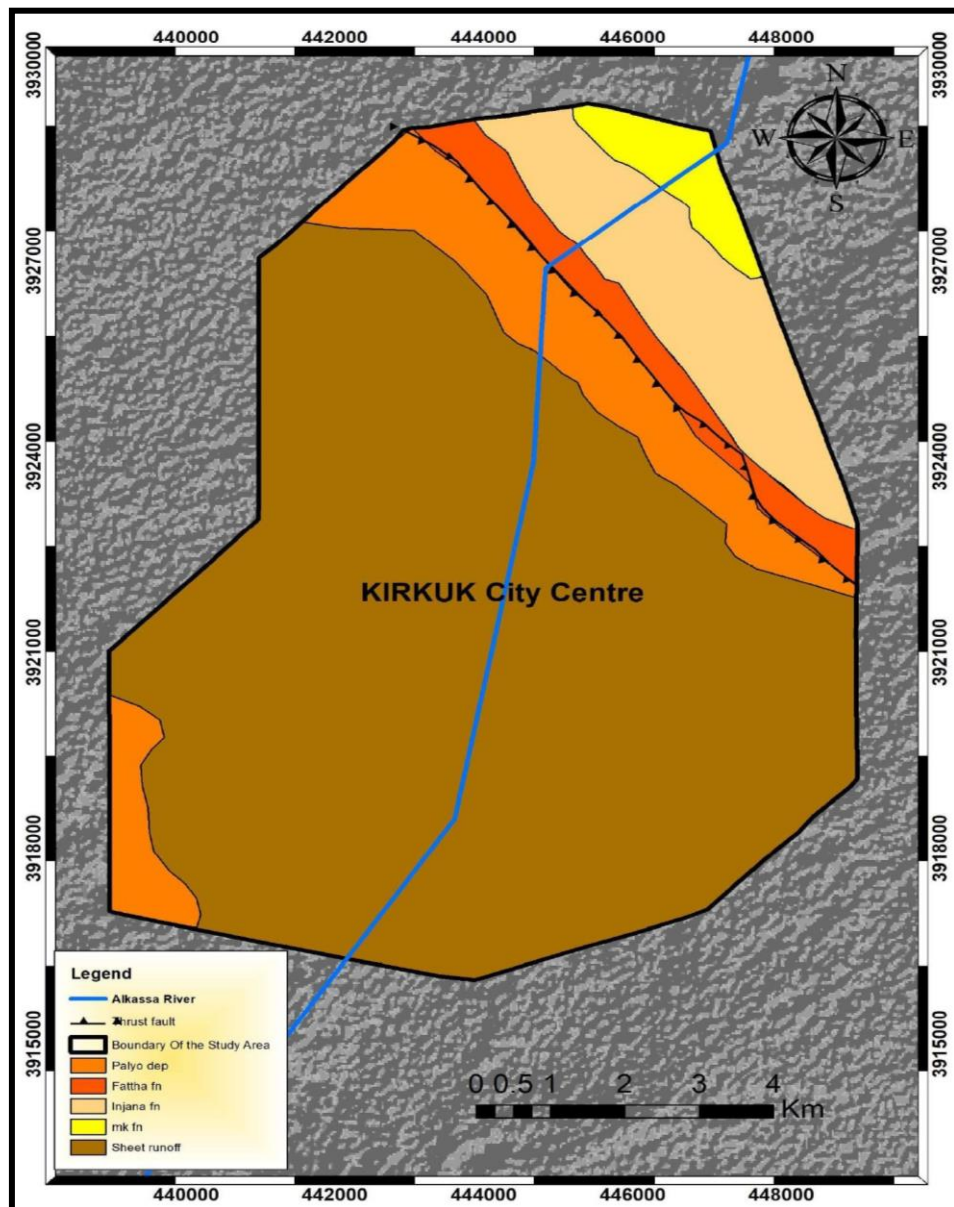 440000 442000 444000 446000 448000
3930000 3930000
N
W E
S
3927000 3927000
3924000 3924000
KIRKUK City Centre
3921000 3921000
3918000 3918000
Legend
Alkassa River
Thrust fault
Boundary Of the Study Area
Palyo dep
Fattha fn
Injana fn
mk fn
Sheet runoff
3915000 3915000
0 0.5 1 2 3 4
Km
440000 442000 444000 446000 448000